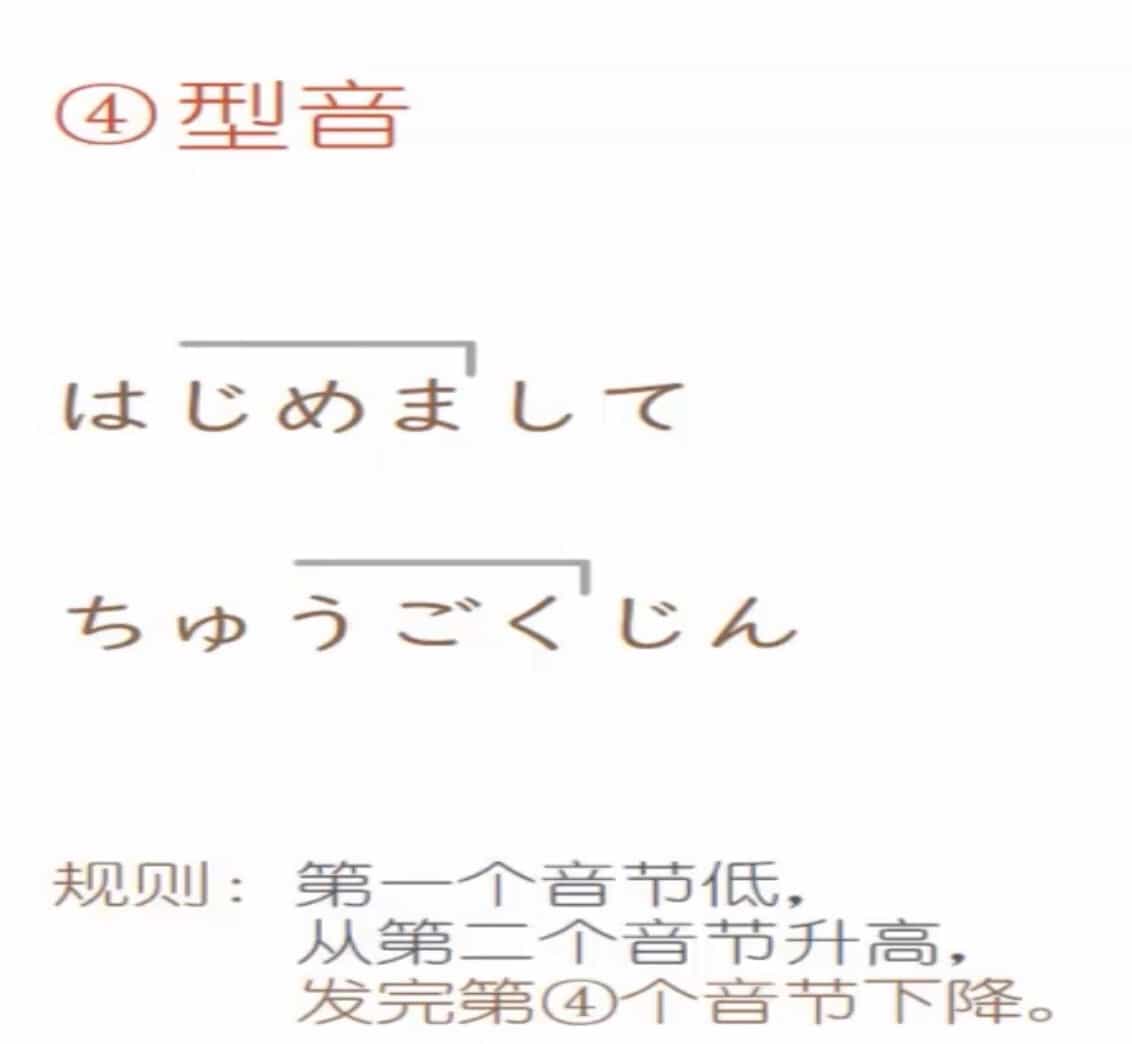 ④型音
はじめまして
ちゅうごくじん
规则：第一个音节低，
从第二个音节升高，
发完第④个音节下降。